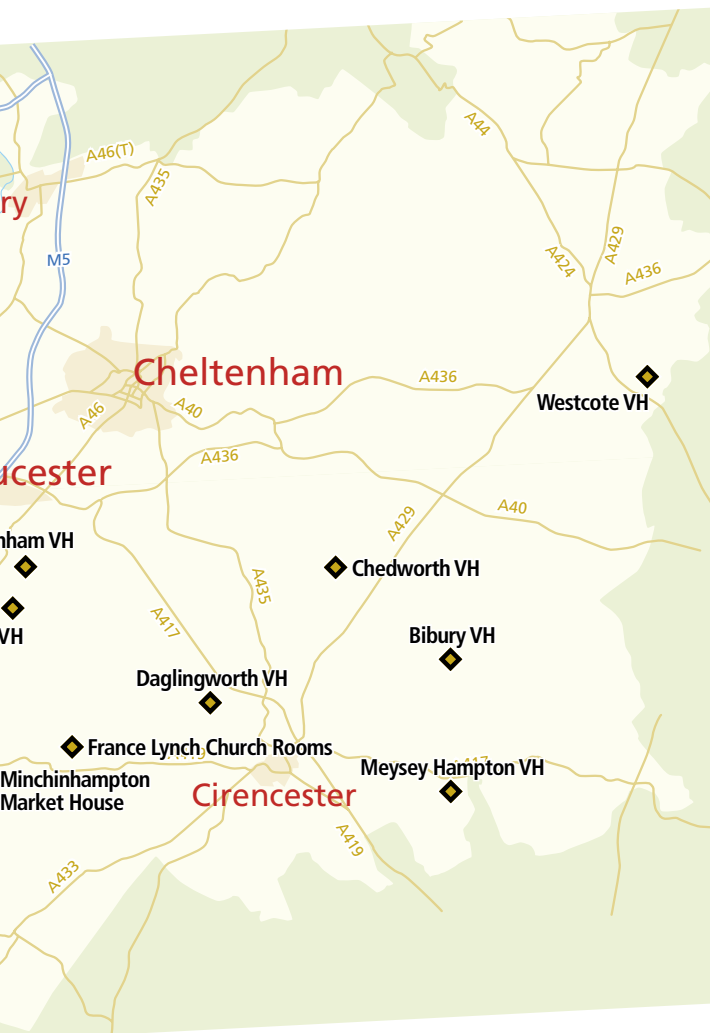 A44
A46(T)
A435
ry
A429
M5
A424
A436
Cheltenham
A436
Westcote VH
A46
A40
A436
ucester
A40
A429
nham VH
Chedworth VH
A435
A417
VH
Bibury VH
Daglingworth VH
France Lynch Church Rooms
A419
A417
Meysey Hampton VH
Minchinhampton
Market House
Cirencester
A419
A433